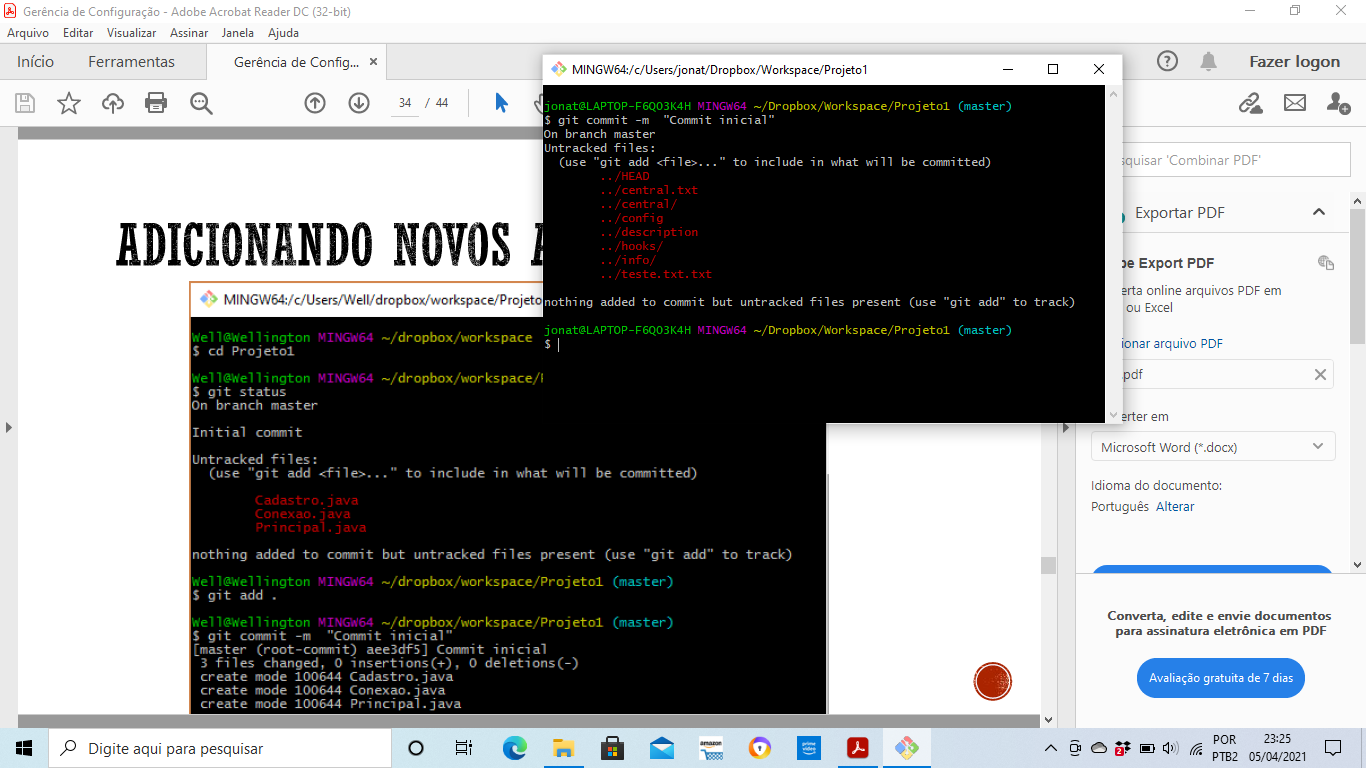 Gerência de Configuração - Adobe Acrobat Reader DC (32-bit)
Arquivo Editar Visualizar Assinar Janela Ajuda
Início Ferramentas Gerência de Config... × Fazer logon
34 / 44
MINGW64:/c/Users/jonat/Dropbox/Workspace/Projeto1
jonat@LAPTOP-F6QO3K4H MINGW64 ~/Dropbox/Workspace/Projeto1 (master)
$ git commit -m  "Commit inicial"
On branch master
Untracked files:
  (use "git add <file>..." to include in what will be committed)
        ../HEAD
        ../central.txt
        ../central/
        ../config
        ../description
        ../hooks/
        ../info/
        ../teste.txt.txt
nothing added to commit but untracked files present (use "git add" to track)
jonat@LAPTOP-F6QO3K4H MINGW64 ~/Dropbox/Workspace/Projeto1 (master)
$
ADICIONANDO NOVOS A
MINGW64:/c/Users/Well/dropbox/workspace/Projeto
Well@Wellington MINGW64 ~/dropbox/workspace
$ cd Projeto1
Well@Wellington MINGW64 ~/dropbox/workspace/
$ git status
On branch master
Initial commit
Untracked files:
  (use "git add <file>..." to include in what will be committed)
        Cadastro.java
        Conexao.java
        Principal.java
nothing added to commit but untracked files present (use "git add" to track)
Well@Wellington MINGW64 ~/dropbox/workspace/Projeto1 (master)
$ git add .
Well@Wellington MINGW64 ~/dropbox/workspace/Projeto1 (master)
$ git commit -m  "Commit inicial"
[master (root-commit) aee3df5] Commit inicial
 3 files changed, 0 insertions(+), 0 deletions(-)
 create mode 100644 Cadastro.java
 create mode 100644 Conexao.java
 create mode 100644 Principal.java
squisar 'Combinar PDF'
Exportar PDF
be Export PDF
erta online arquivos PDF em
ou Excel
ionar arquivo PDF
.pdf
erter em
Microsoft Word (*.docx)
Idioma do documento:
Português Alterar
Converta, edite e envie documentos
para assinatura eletrônica em PDF
Avaliação gratuita de 7 dias
Digite aqui para pesquisar
amazon
prime video
2
POR
PTB2
23:25
05/04/2021